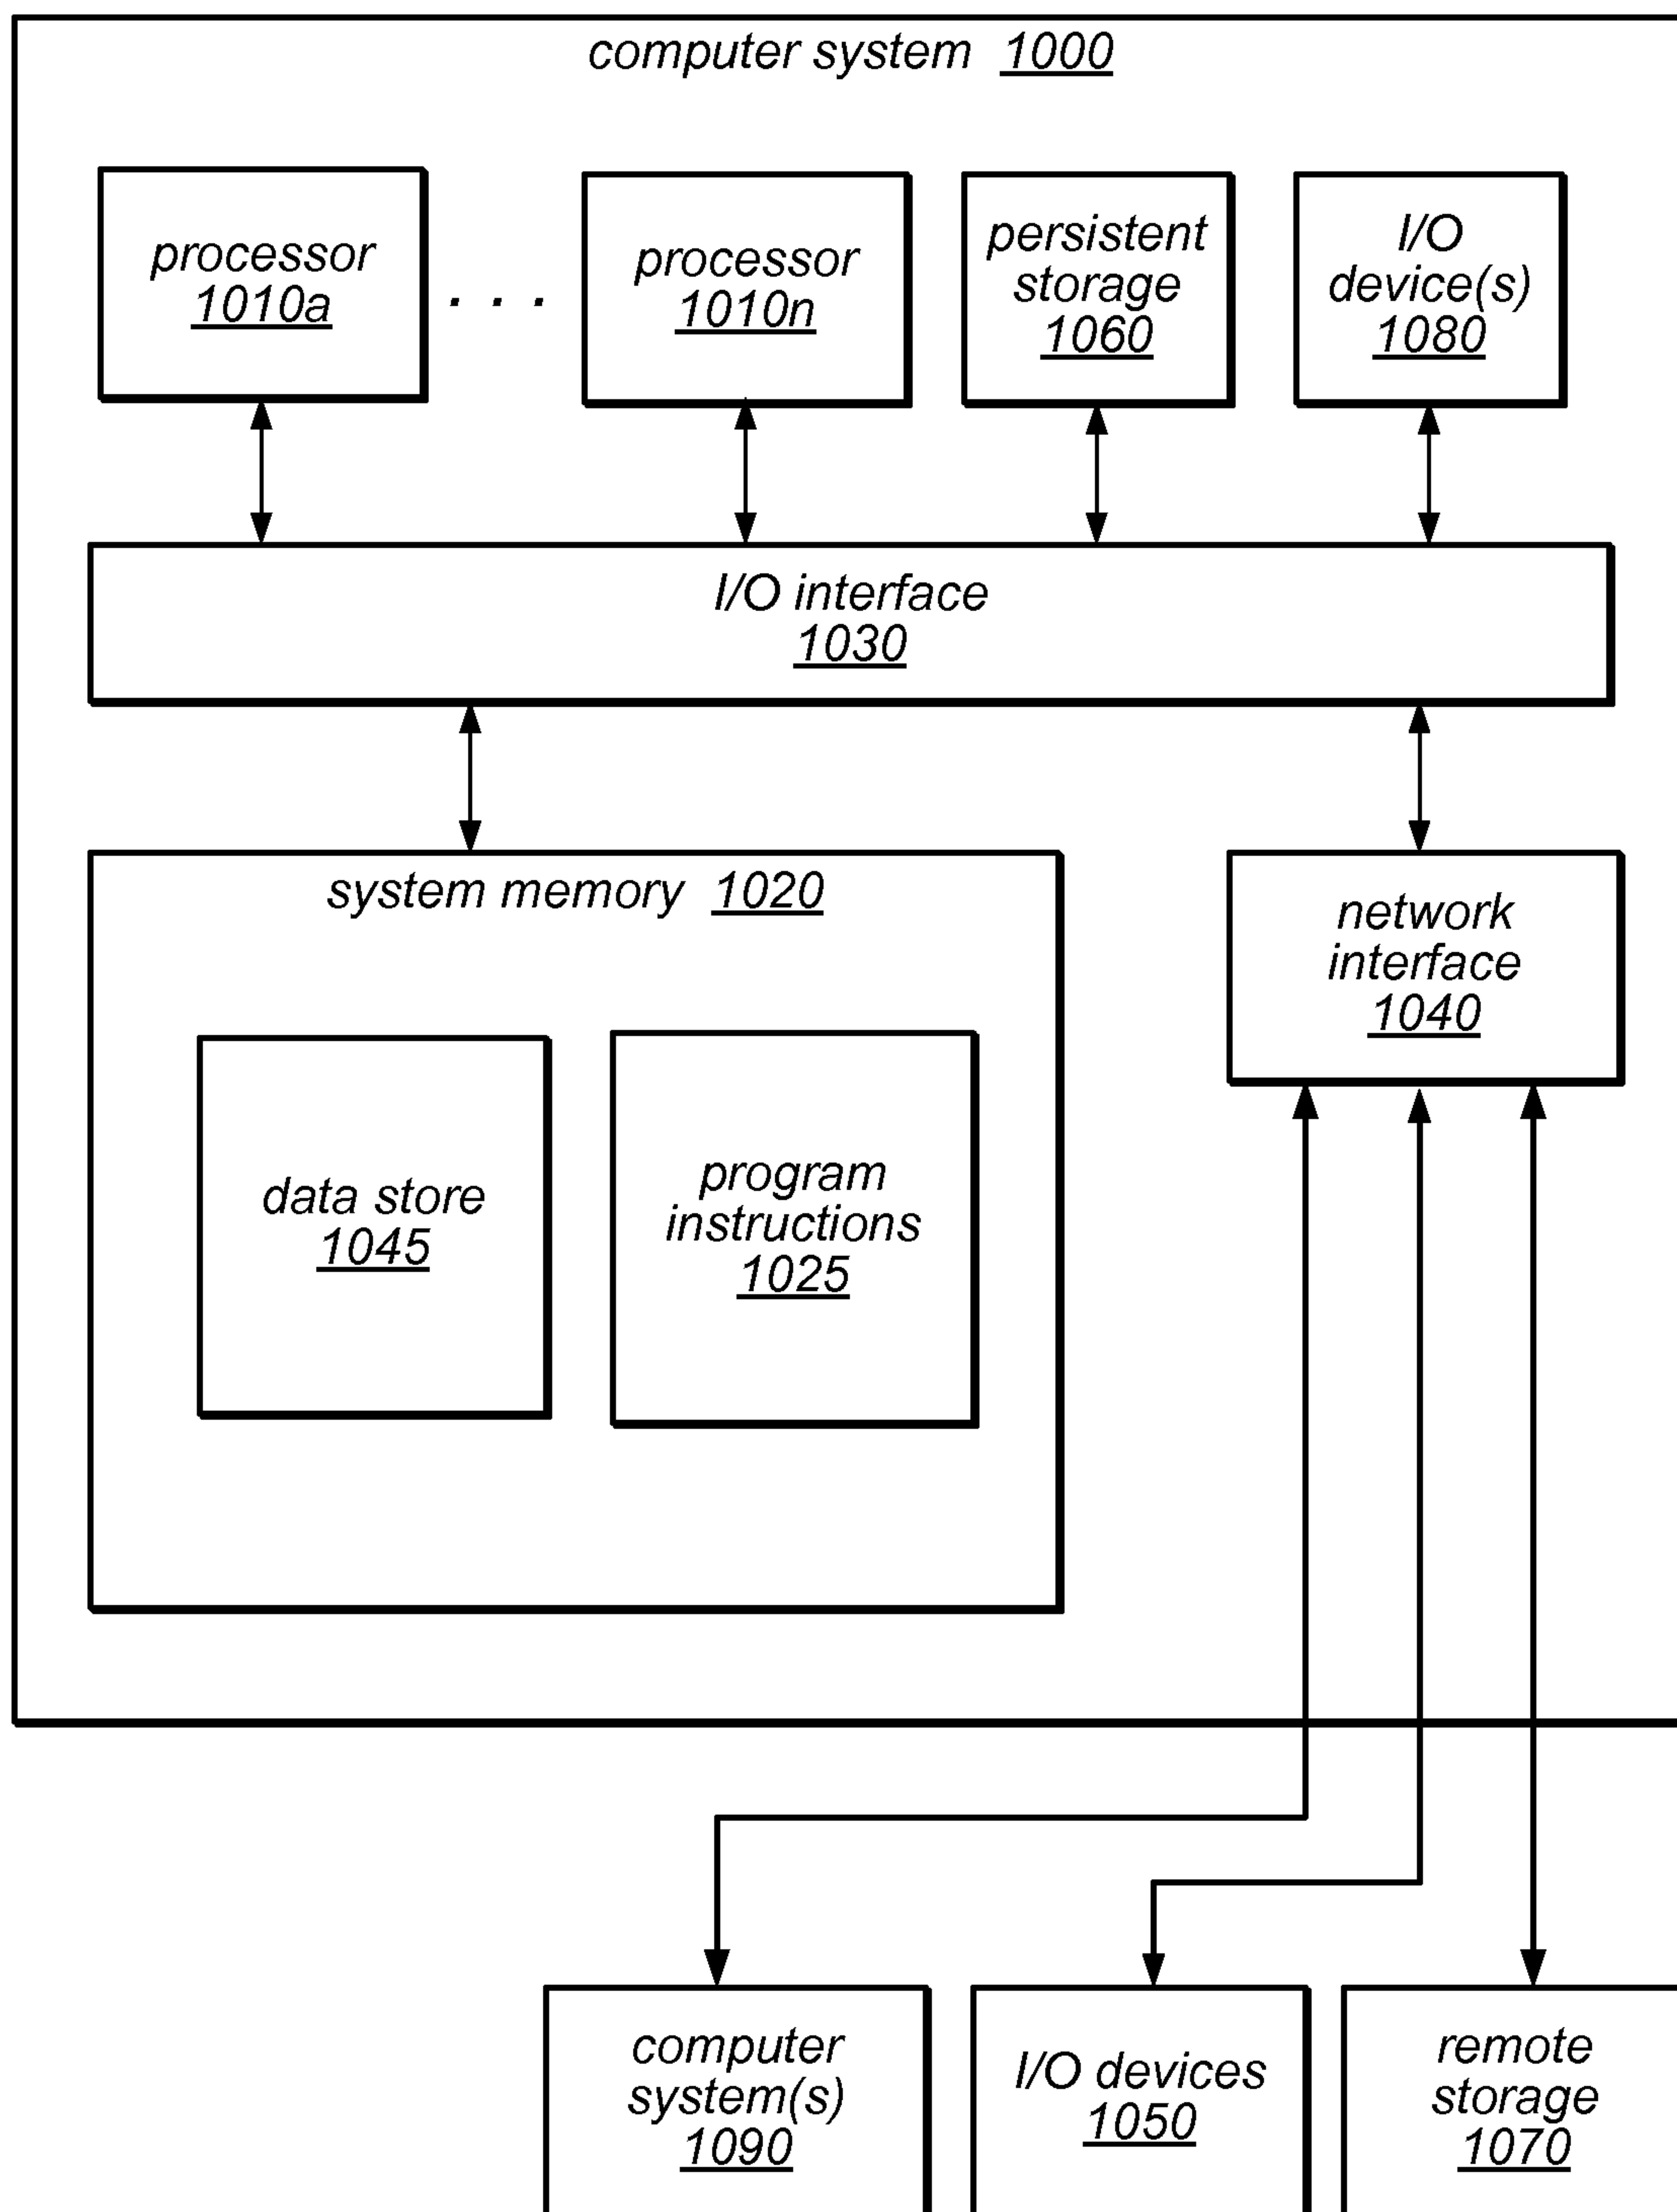 computer system 1000
processor
1010a
. . .
processor
1010n
persistent
storage
1060
I/O
device(s)
1080
I/O interface
1030
system memory 1020
network
interface
1040
data store
1045
program
instructions
1025
computer
system(s)
1090
I/O devices
1050
remote
storage
1070